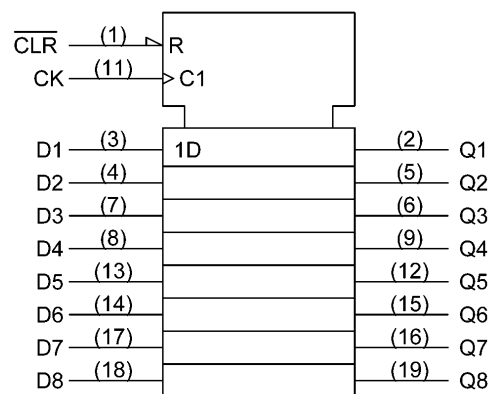 C̅L̅R̅ (1) R
CK (11) C1
D1 (3) 1D (2) Q1
D2 (4) (5) Q2
D3 (7) (6) Q3
D4 (8) (9) Q4
D5 (13) (12) Q5
D6 (14) (15) Q6
D7 (17) (16) Q7
D8 (18) (19) Q8